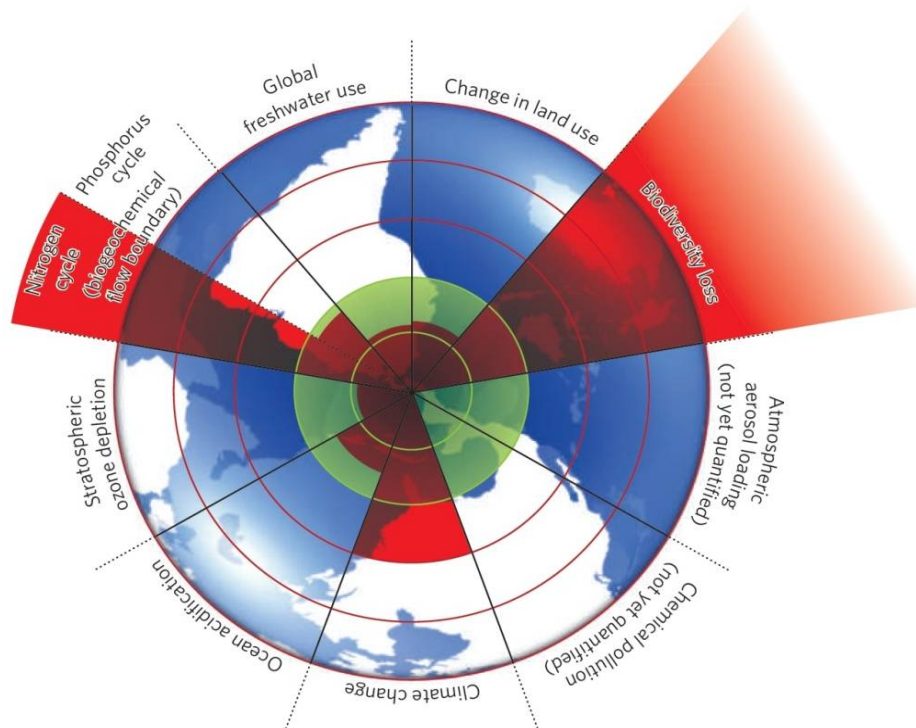 Global
freshwater use
Change in land use
Biodiversity loss
Atmospheric
aerosol loading
(not yet quantified)
Chemical pollution
(not yet quantified)
Climate change
Ocean acidification
Stratospheric
ozone depletion
Nitrogen
cycle
(biogeochemical
flow boundary)
Phosphorus
cycle